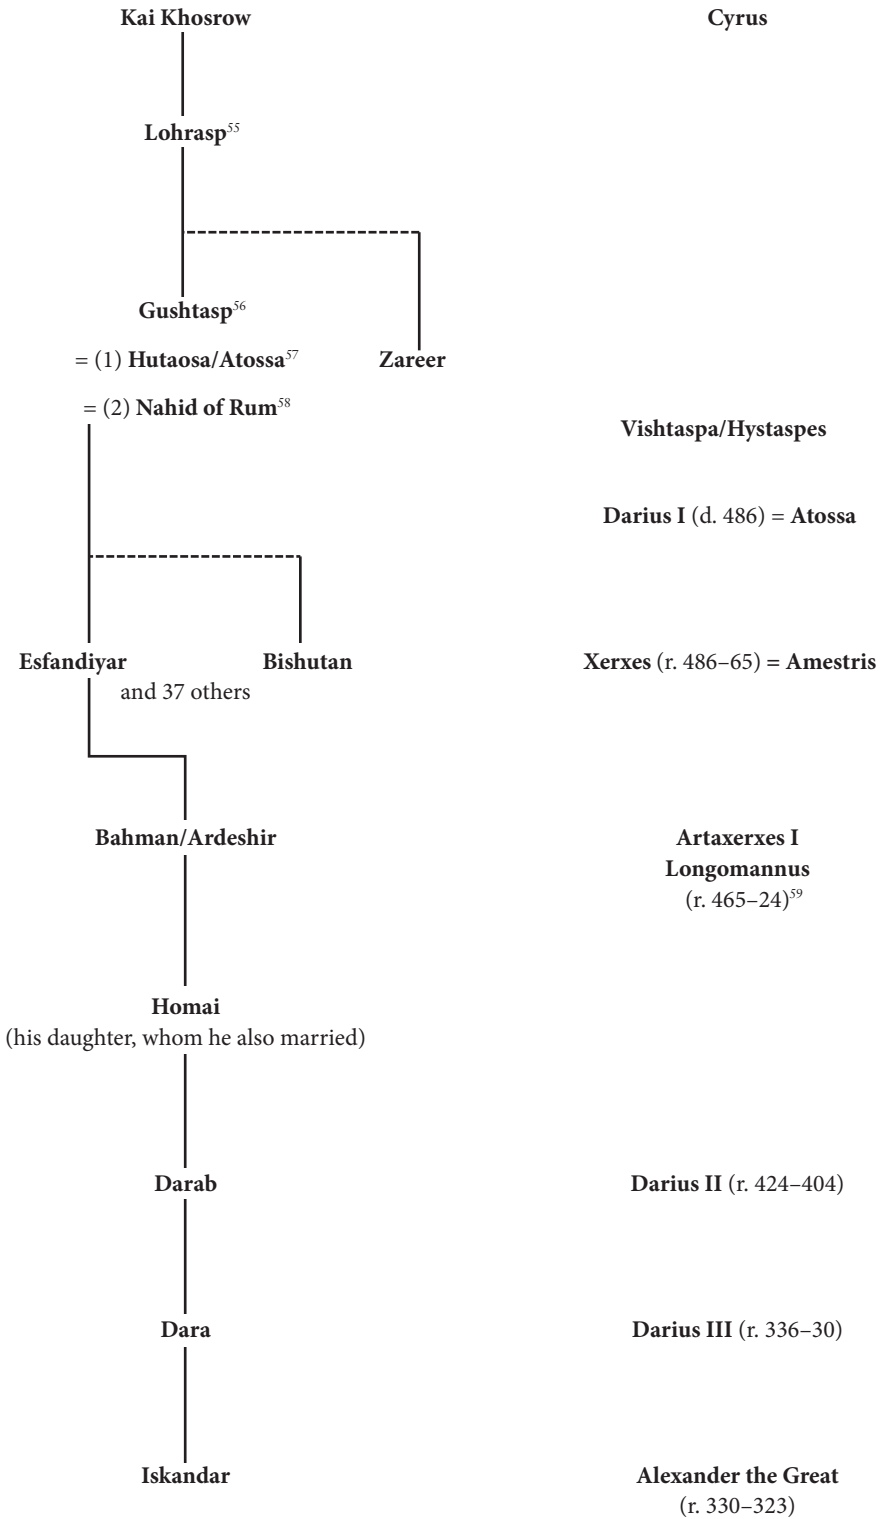 Kai Khosrow
Cyrus
Lohrasp55
Gushtasp56
= (1) Hutaosa/Atossa57
Zareer
= (2) Nahid of Rum58
Vishtaspa/Hystaspes
Darius I (d. 486) = Atossa
Esfandiyar
Bishutan
Xerxes (r. 486–65) = Amestris
and 37 others
Bahman/Ardeshir
Artaxerxes I
Longomannus
(r. 465–24)59
Homai
(his daughter, whom he also married)
Darab
Darius II (r. 424–404)
Dara
Darius III (r. 336–30)
Iskandar
Alexander the Great
(r. 330–323)